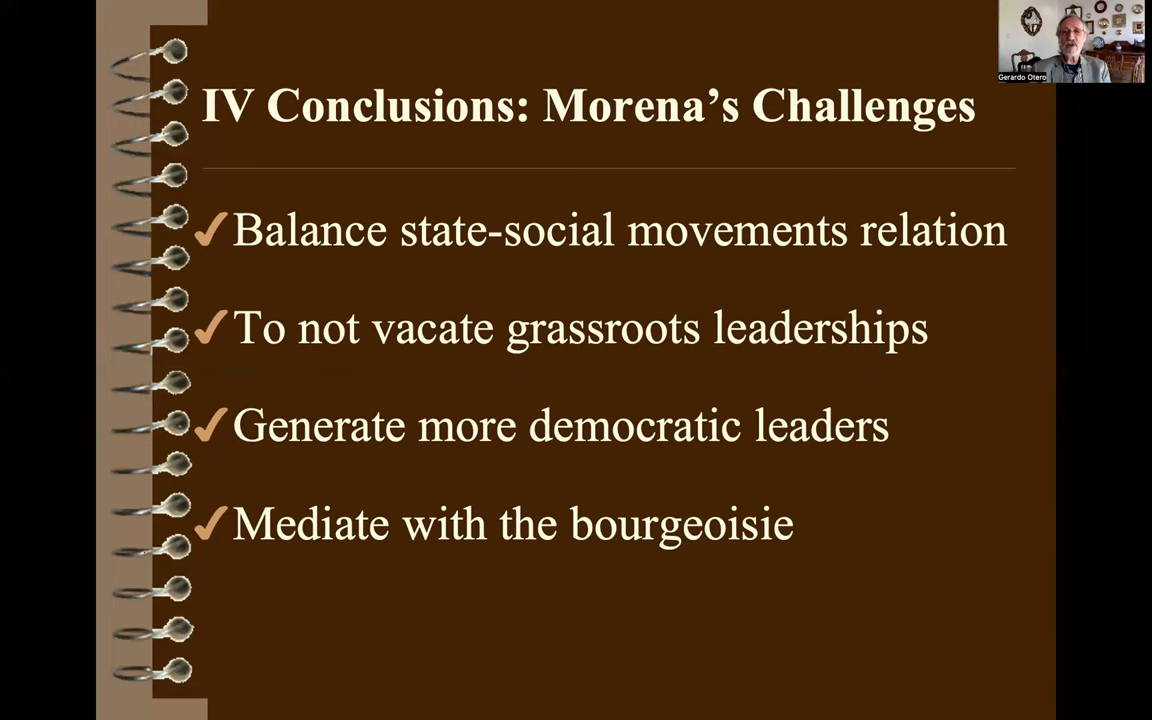 Gerardo Otero
IV Conclusions: Morena’s Challenges
✓Balance state-social movements relation
✓To not vacate grassroots leaderships
✓Generate more democratic leaders
✓Mediate with the bourgeoisie